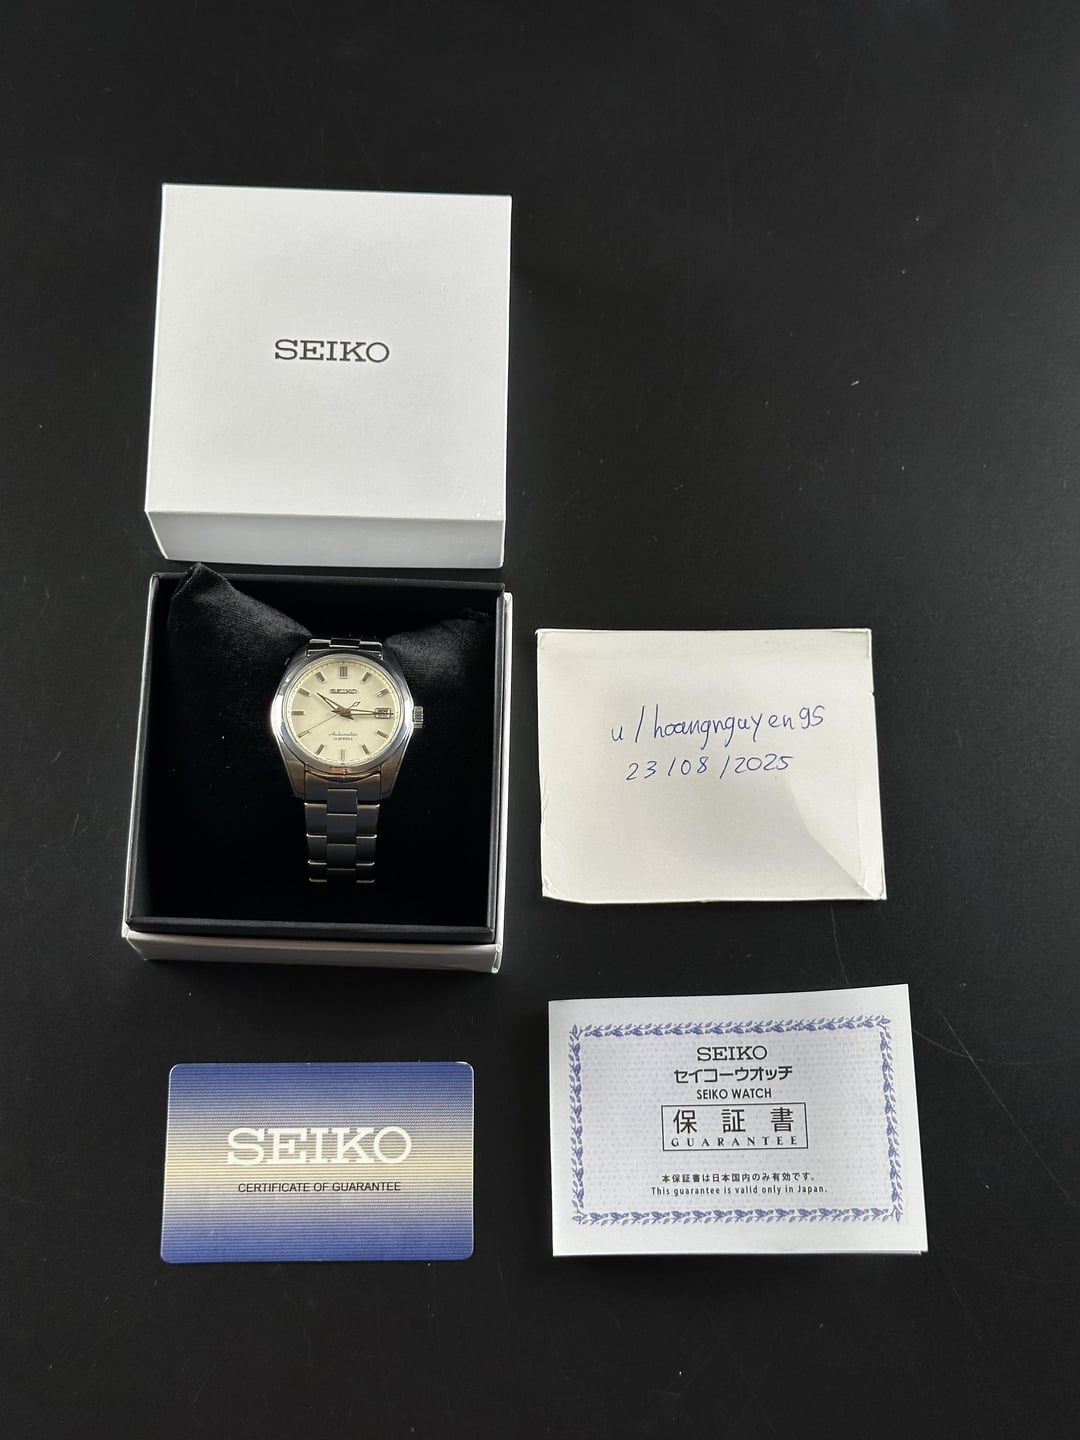 SEIKO
SEIKO
Automatic
u/hoangnguyen95
23/08/2025
SEIKO
CERTIFICATE OF GUARANTEE
SEIKO
セイコーウオッチ
SEIKO WATCH
保証書
GUARANTEE
本保証書は日本国内のみ有効です。
This guarantee is valid only in Japan.